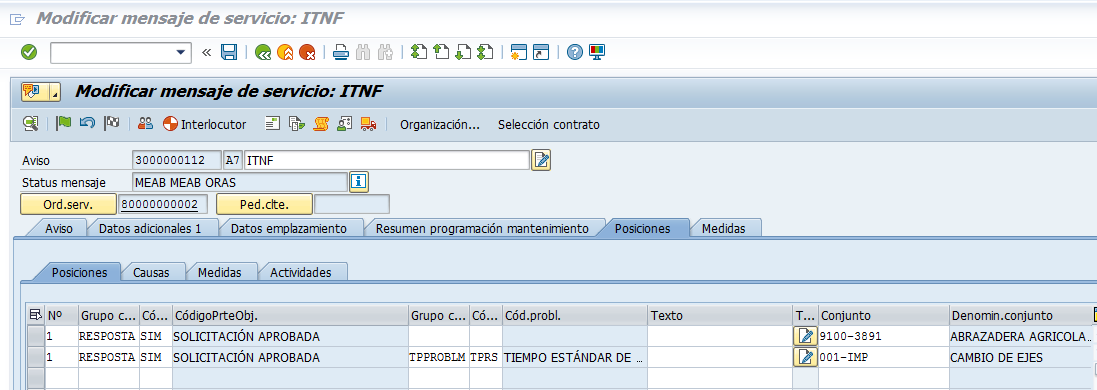 Modificar mensaje de servicio: ITNF
Modificar mensaje de servicio: ITNF
Interlocutor Organización... Selección contrato
Aviso 3000000112 A7 ITNF
Status mensaje MEAB MEAB ORAS
Ord.serv. 80000000002 Ped.clte.
Aviso Datos adicionales 1 Datos emplazamiento Resumen programación mantenimiento Posiciones Medidas
Posiciones Causas Medidas Actividades
Nº Grupo c... Có... CódigoPrteObj. Grupo c... Có... Cód.probl. Texto T... Conjunto Denomin.conjunto
1 RESPOSTA SIM SOLICITACIÓN APROBADA 9100-3891 ABRAZADERA AGRICOLA...
1 RESPOSTA SIM SOLICITACIÓN APROBADA TPPROBLM TPRS TIEMPO ESTÁNDAR DE ... 001-IMP CAMBIO DE EJES